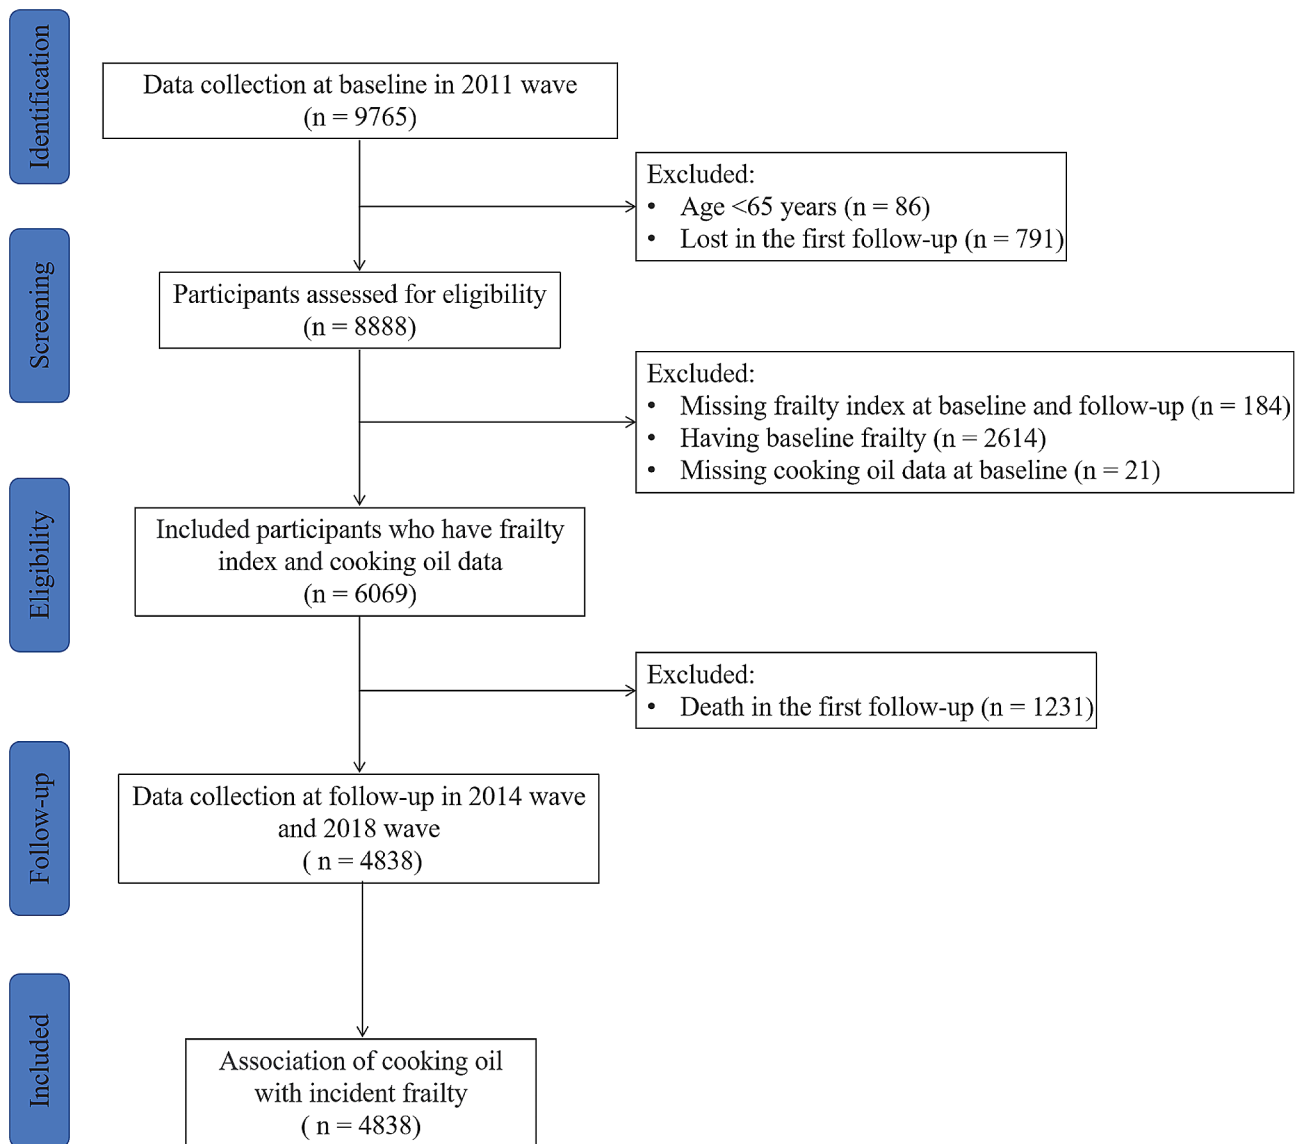 Identification
Data collection at baseline in 2011 wave
(n = 9765)
Excluded:
• Age <65 years (n = 86)
• Lost in the first follow-up (n = 791)
Screening
Participants assessed for eligibility
(n = 8888)
Excluded:
• Missing frailty index at baseline and follow-up (n = 184)
• Having baseline frailty (n = 2614)
• Missing cooking oil data at baseline (n = 21)
Eligibility
Included participants who have frailty
index and cooking oil data
(n = 6069)
Excluded:
• Death in the first follow-up (n = 1231)
Follow-up
Data collection at follow-up in 2014 wave
and 2018 wave
( n = 4838)
Included
Association of cooking oil
with incident frailty
( n = 4838)